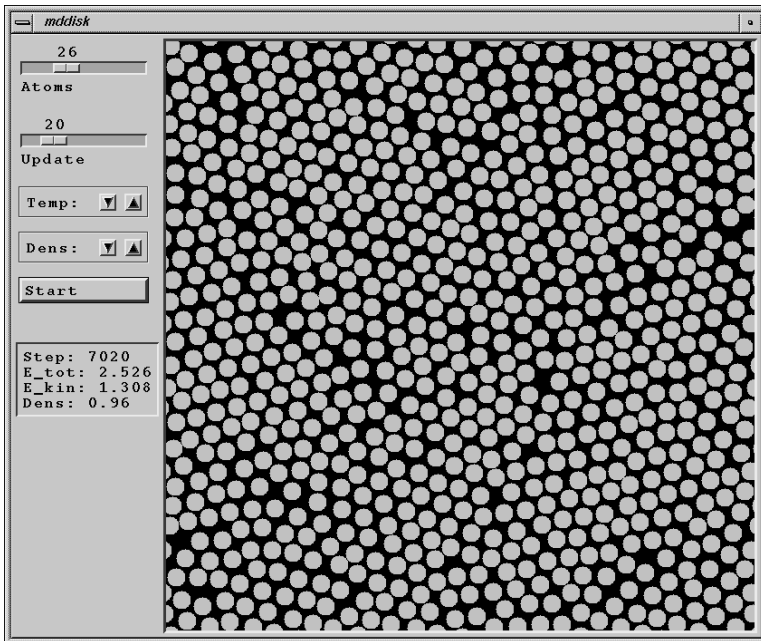 mddisk
26
Atoms
20
Update
Temp:
Dens:
Start
Step: 7020
E_tot: 2.526
E_kin: 1.308
Dens: 0.96